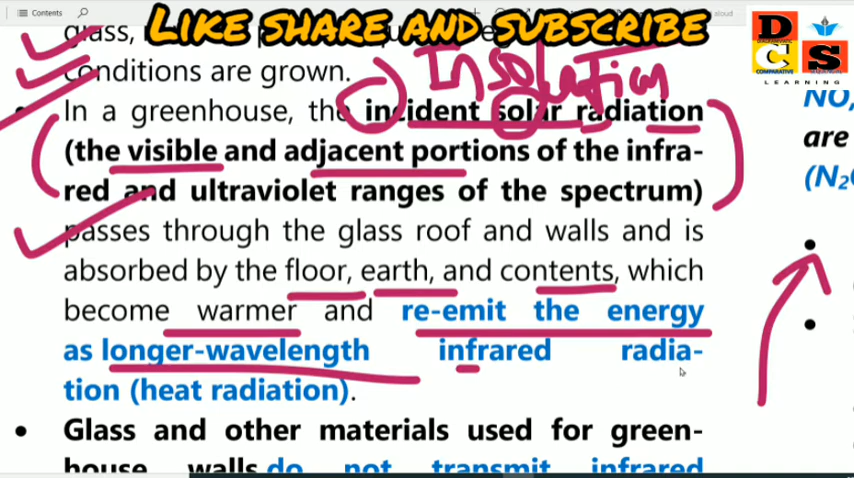 Contents
LIKE SHARE AND SUBSCRIBE
glass,
conditions are grown.
Insolation
• In a greenhouse, the incident solar radiation
(the visible and adjacent portions of the infra-
red and ultraviolet ranges of the spectrum)
passes through the glass roof and walls and is
absorbed by the floor, earth, and contents, which
become warmer and re-emit the energy
as longer-wavelength infrared radia-
tion (heat radiation).
• Glass and other materials used for green-
house walls do not transmit infrared
D
C
S
COMPARATIVE
LEARNING
NO,
are
(N₂
•
•